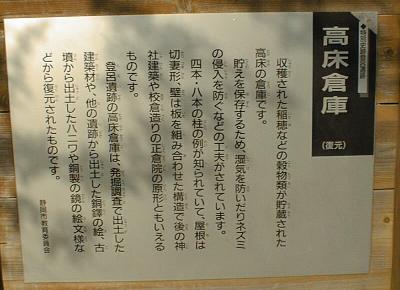 特別史跡登呂遺跡
高床倉庫
(復元)
収穫された稲穂などの穀物類が貯蔵された
高床の倉庫です。
貯えを保存するため、湿気を防いだりネズミ
の侵入を防ぐなどの工夫がされています。
四本・八本の柱の例が知られていて、屋根は
切妻形、壁は板を組み合わせた構造で後の神
社建築や校倉造りの正倉院の原形ともいえる
ものです。
登呂遺跡の高床倉庫は、発掘調査で出土した
建築材や、他の遺跡から出土した銅鐸の絵、古
墳から出土したハニワや銅製の鏡の絵文様な
どから復元されたものです。
静岡市教育委員会